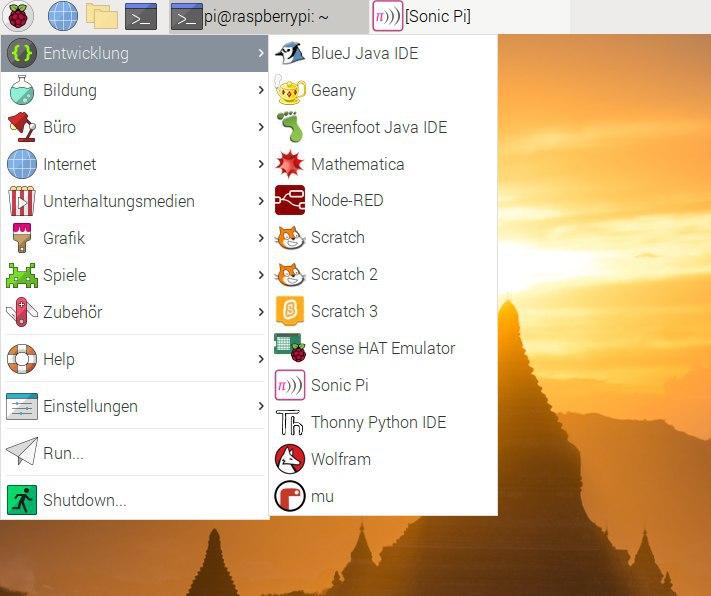 pi@raspberrypi: ~
[Sonic Pi]
Entwicklung
Bildung
Büro
Internet
Unterhaltungsmedien
Grafik
Spiele
Zubehör
Help
Einstellungen
Run...
Shutdown...
BlueJ Java IDE
Geany
Greenfoot Java IDE
Mathematica
Node-RED
Scratch
Scratch 2
Scratch 3
Sense HAT Emulator
Sonic Pi
Thonny Python IDE
Wolfram
mu